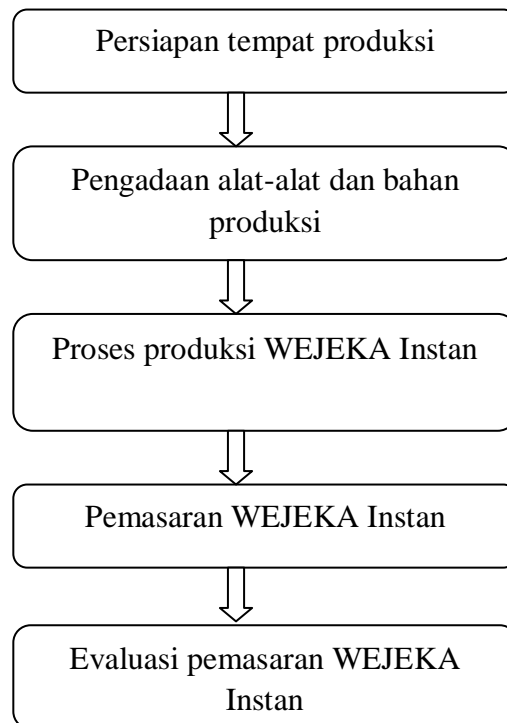 Persiapan tempat produksi
Pengadaan alat-alat dan bahan
produksi
Proses produksi WEJEKA Instan
Pemasaran WEJEKA Instan
Evaluasi pemasaran WEJEKA
Instan